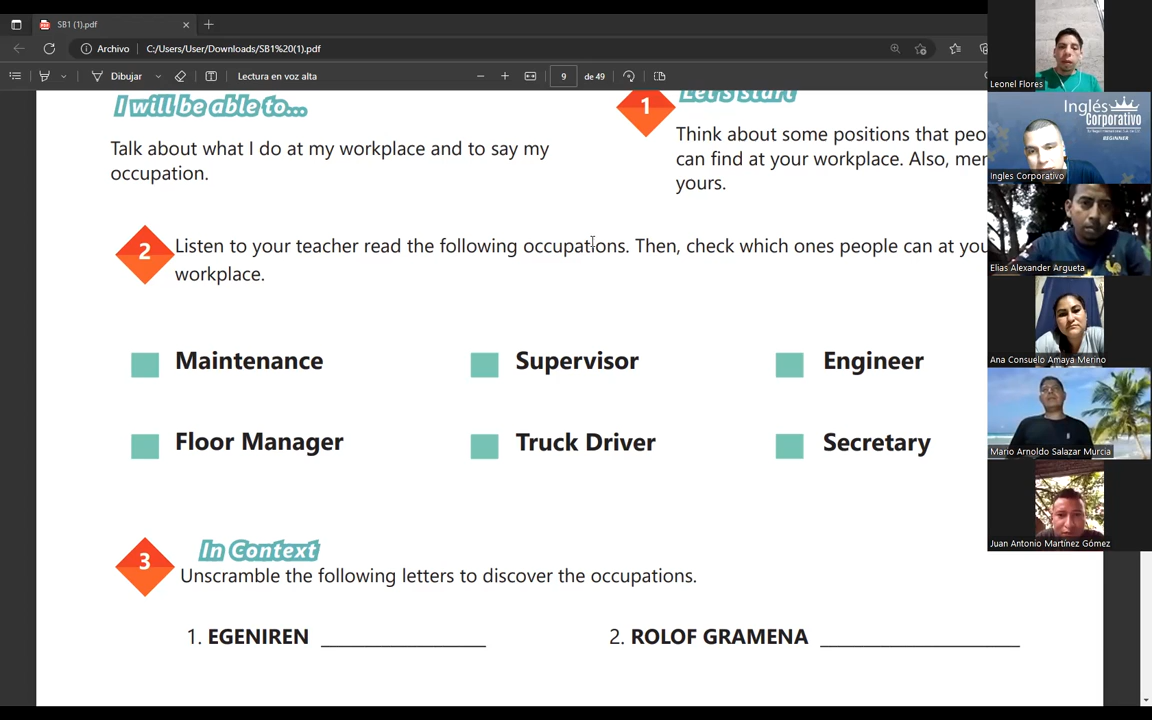 SB1 (1).pdf
Archivo
C:/Users/User/Downloads/SB1%20(1).pdf
Dibujar
Lectura en voz alta
9
de 49
I will be able to...
1
Let's start
Talk about what I do at my workplace and to say my
occupation.
Think about some positions that peo
can find at your workplace. Also, mer
yours.
2
Listen to your teacher read the following occupations. Then, check which ones people can at you
workplace.
Maintenance
Supervisor
Engineer
Floor Manager
Truck Driver
Secretary
3
In Context
Unscramble the following letters to discover the occupations.
1. EGENIREN
2. ROLOF GRAMENA
Leonel Flores
Inglés
Corporativo
BEGINNER
Ingles Corporativo
Elias Alexander Argueta
Ana Consuelo Amaya Merino
Mario Arnoldo Salazar Murcia
Juan Antonio Martínez Gómez